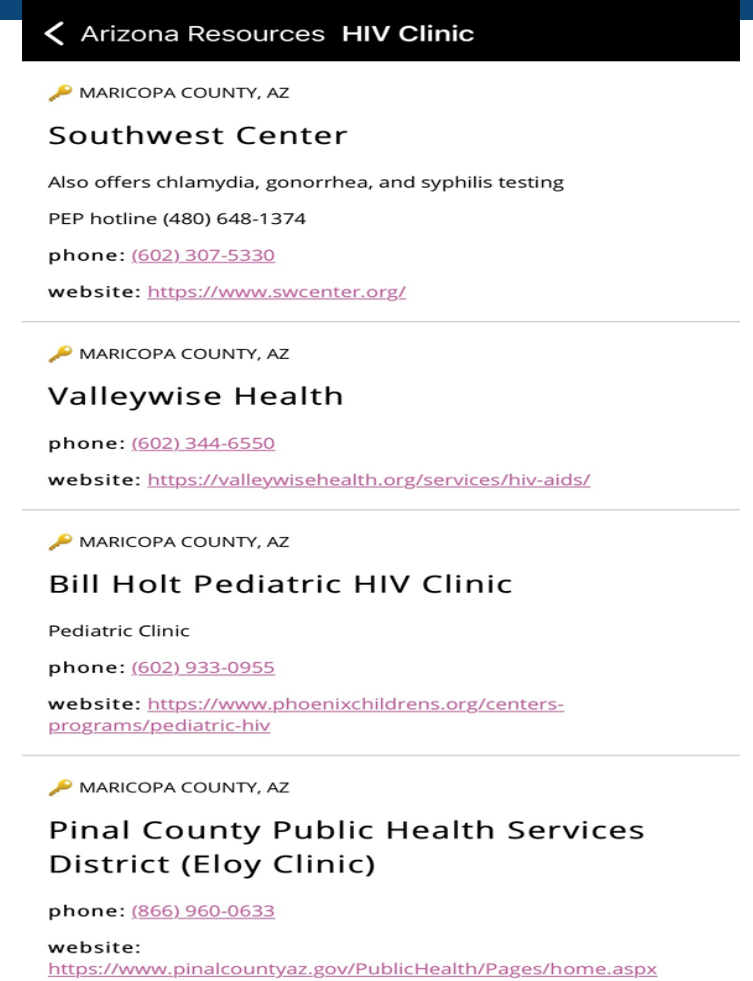 Arizona Resources HIV Clinic
MARICOPA COUNTY, AZ
Southwest Center
Also offers chlamydia, gonorrhea, and syphilis testing
PEP hotline (480) 648-1374
phone: (602) 307-5330
website: https://www.swcenter.org/
MARICOPA COUNTY, AZ
Valleywise Health
phone: (602) 344-6550
website: https://valleywisehealth.org/services/hiv-aids/
MARICOPA COUNTY, AZ
Bill Holt Pediatric HIV Clinic
Pediatric Clinic
phone: (602) 933-0955
website: https://www.phoenixchildrens.org/centers-
programs/pediatric-hiv
MARICOPA COUNTY, AZ
Pinal County Public Health Services
District (Eloy Clinic)
phone: (866) 960-0633
website:
https://www.pinalcountyaz.gov/PublicHealth/Pages/home.aspx